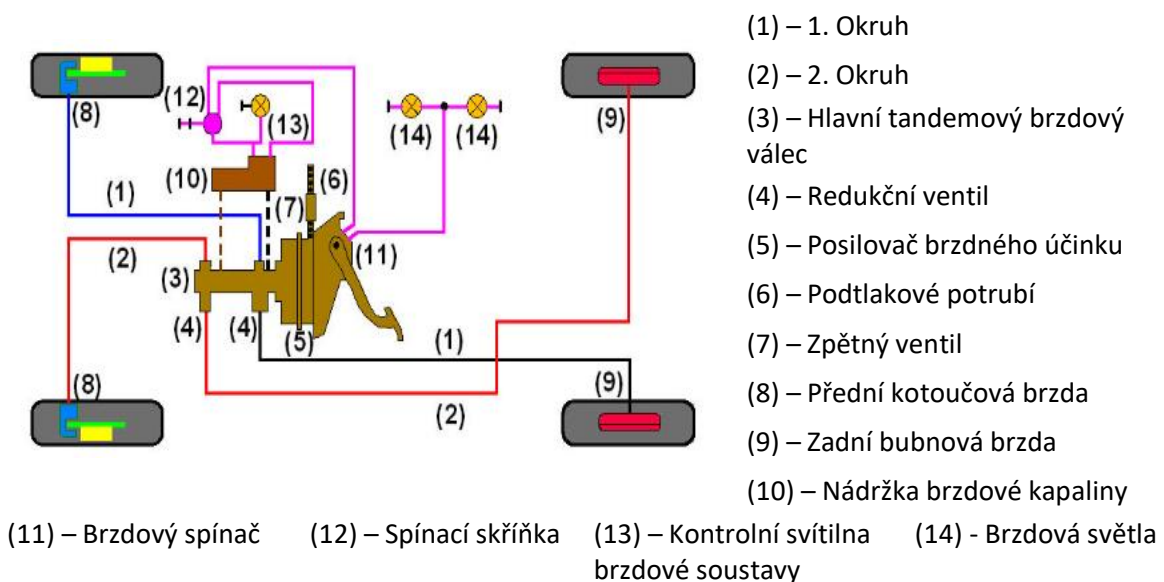 (1) – 1. Okruh
(2) – 2. Okruh
(3) – Hlavní tandemový brzdový
válec
(4) – Redukční ventil
(5) – Posilovač brzdného účinku
(6) – Podtlakové potrubí
(7) – Zpětný ventil
(8) – Přední kotoučová brzda
(9) – Zadní bubnová brzda
(10) – Nádržka brzdové kapaliny
(11) – Brzdový spínač (12) – Spínací skříňka (13) – Kontrolní svítilna (14) - Brzdová světla
brzdové soustavy
(12)
(8)
(13)
(14) (14)
(9)
(10)
(6)
(1)
(7)
(2)
(11)
(3)
(4) (4)
(5)
(1)
(8)
(9)
(2)